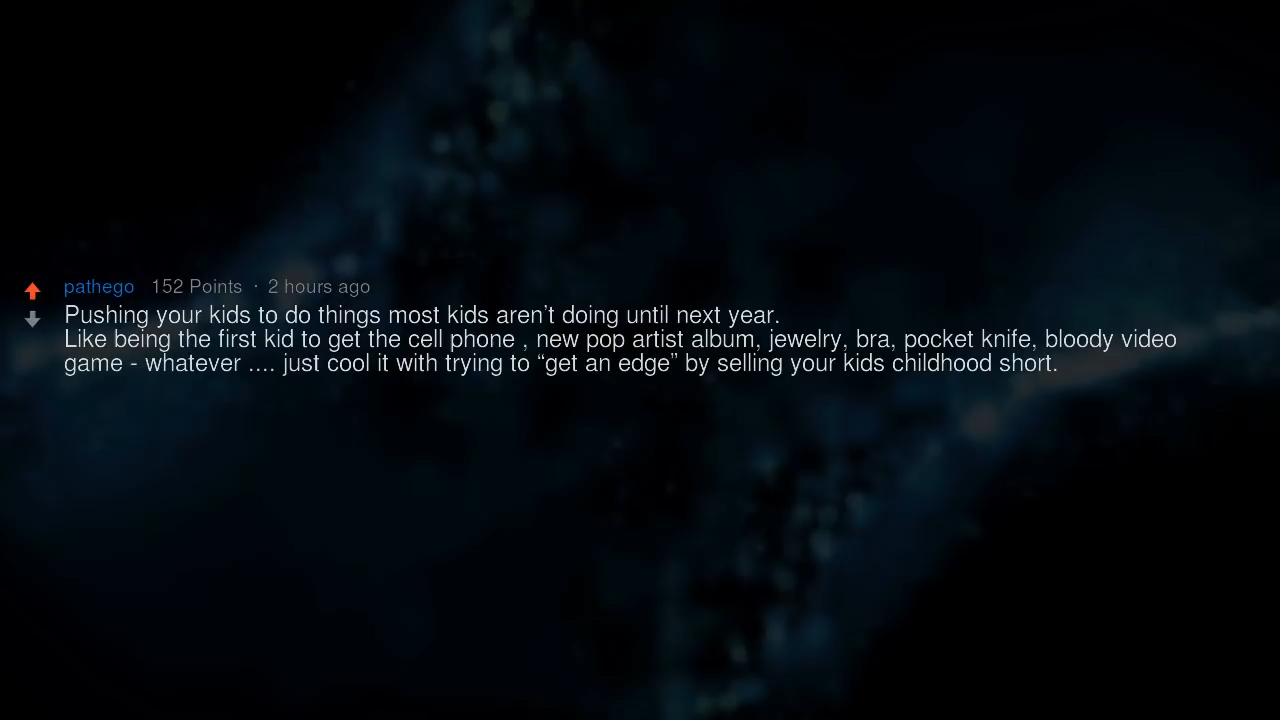 pathego 152 Points · 2 hours ago
Pushing your kids to do things most kids aren’t doing until next year.
Like being the first kid to get the cell phone , new pop artist album, jewelry, bra, pocket knife, bloody video
game - whatever .... just cool it with trying to “get an edge” by selling your kids childhood short.